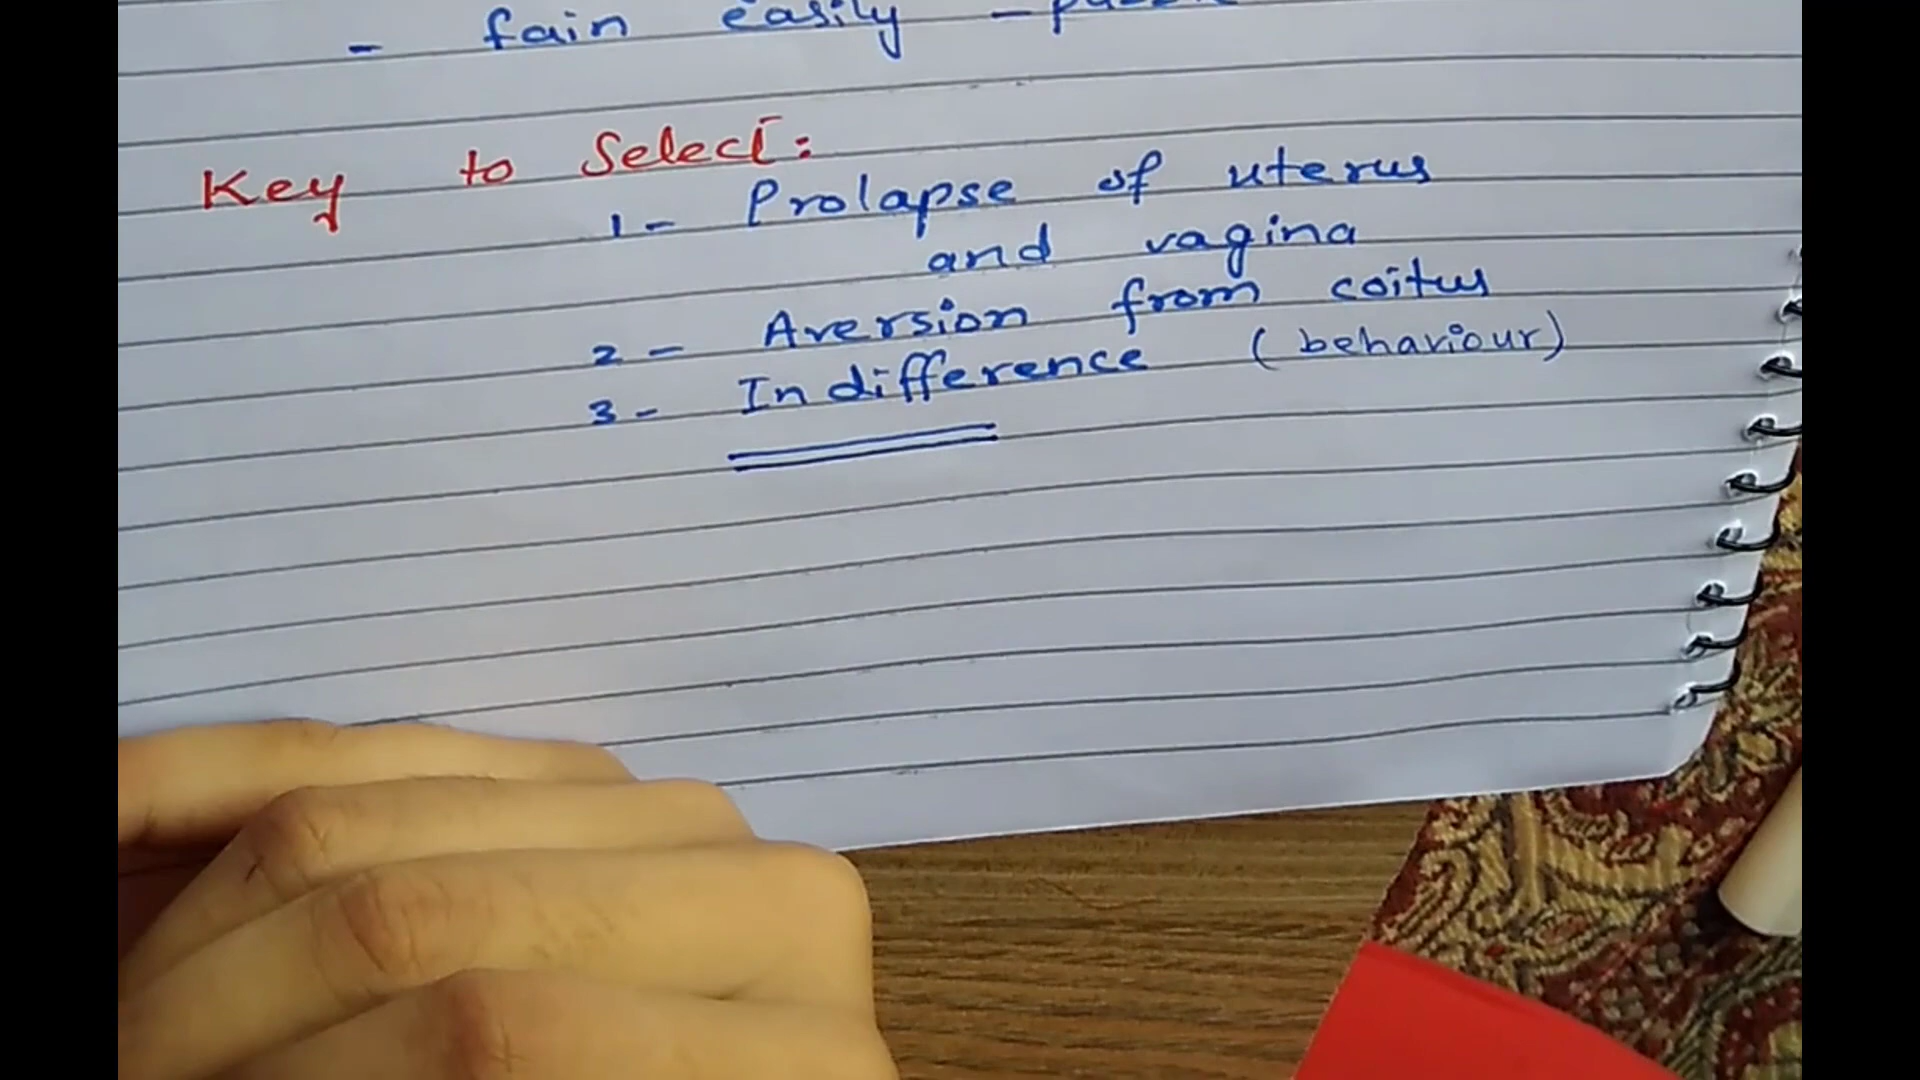 - fain easily -
Key to Select:
1- Prolapse of uterus
and vagina
2- Aversion from coitus
3- Indifference (behaviour)